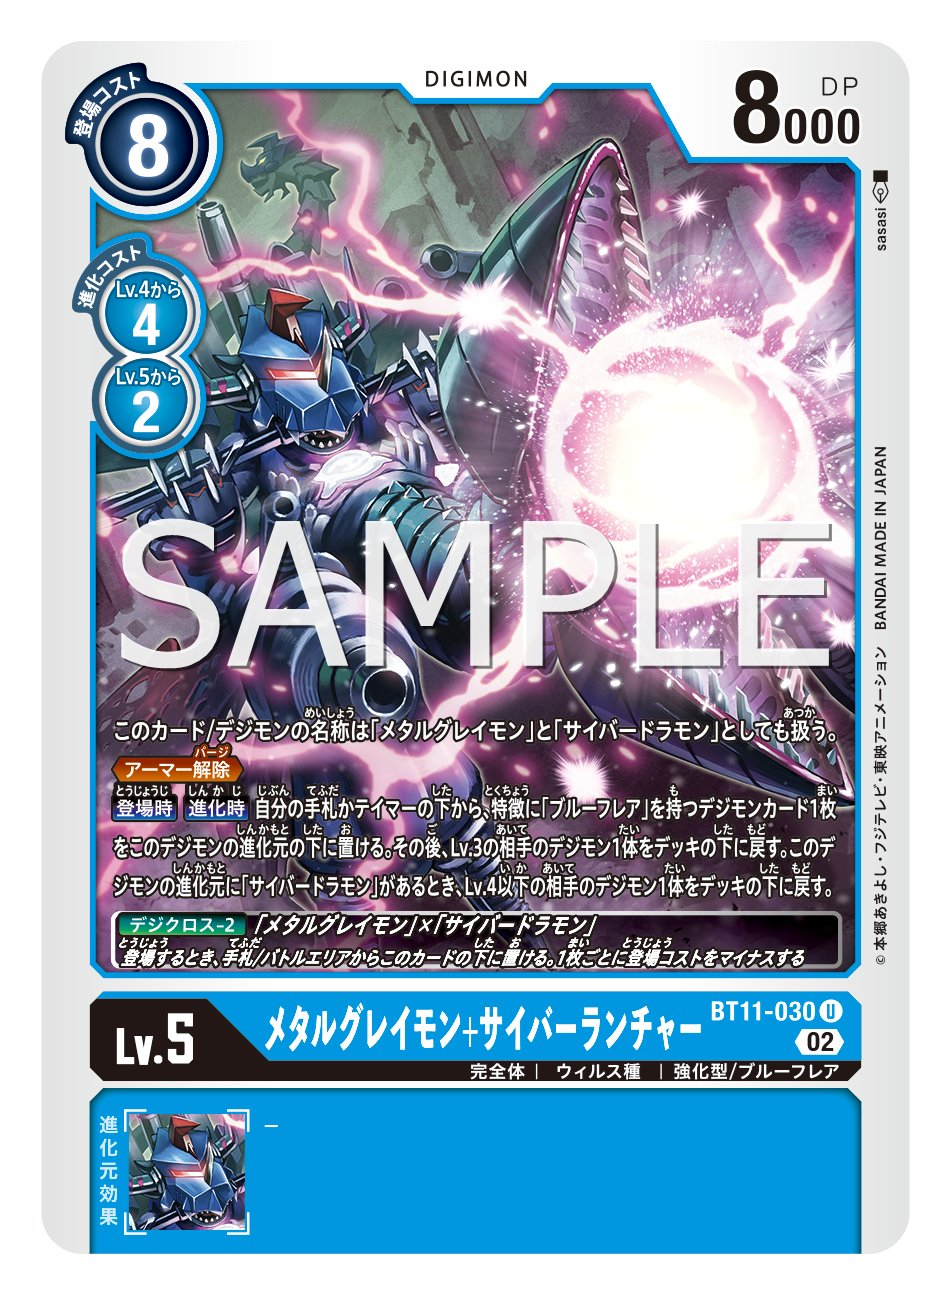 DIGIMON
登場コスト
8
DP
8000
進化コスト
Lv.4から
4
Lv.5から
2
sasasi
SAMPLE
このカード/デジモンの名称は「メタルグレイモン」と「サイバードラモン」としても扱う。
アーマー解除
登場時 進化時 自分の手札かテイマーの下から、特徴に「ブルーフレア」を持つデジモンカード1枚
をこのデジモンの進化元の下に置ける。その後、Lv.3の相手のデジモン1体をデッキの下に戻す。このデ
ジモンの進化元に「サイバードラモン」があるとき、Lv.4以下の相手のデジモン1体をデッキの下に戻す。
デジクロス-2 「メタルグレイモン」×「サイバードラモン」
登場するとき、手札/バトルエリアからこのカードの下に置ける。1枚ごとに登場コストをマイナスする
©本郷あきよし・フジテレビ・東映アニメーション BANDAI MADE IN JAPAN
Lv.5
メタルグレイモン+サイバーランチャー
BT11-030 U
02
完全体 | ウィルス種 | 強化型/ブルーフレア
進化元効果
—